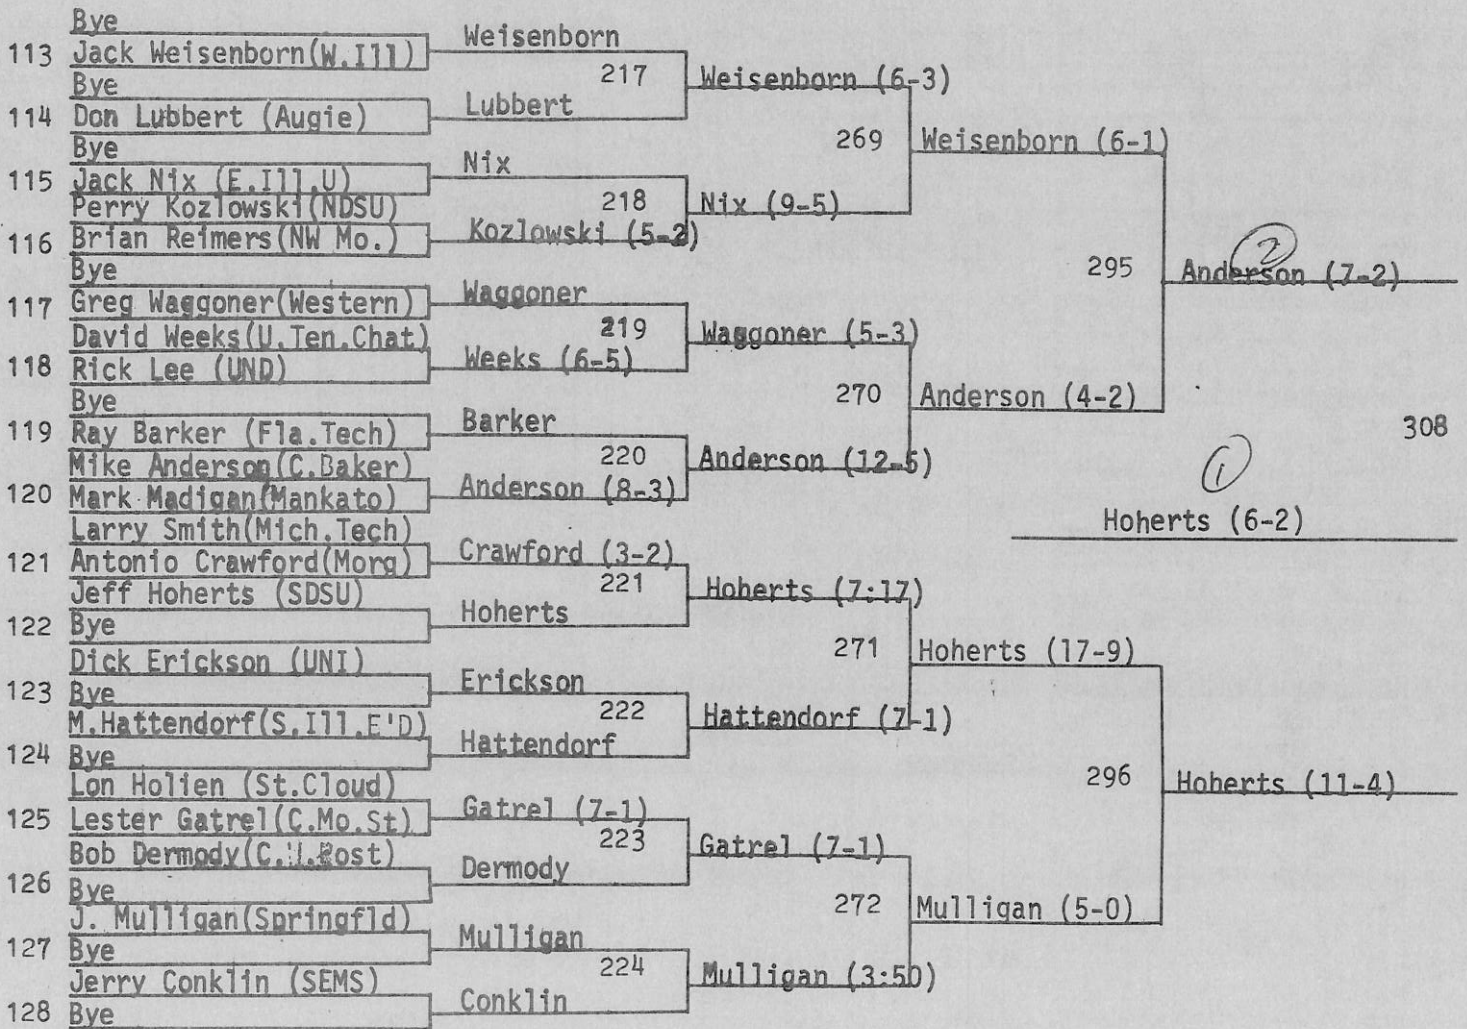 Bye
113 Jack Weisenborn(W.Ill) Weisenborn
217 Weisenborn (6-3)
Bye
114 Don Lubbert (Augie) Lubbert
269 Weisenborn (6-1)
Bye
115 Jack Nix (E.Ill.U) Nix
218 Nix (9-5)
Perry Kozlowski(NDSU)
116 Brian Reimers(NW Mo.) Kozlowski (5-2)
295 Anderson (7-2)
2
Bye
117 Greg Waggoner(Western) Waggoner
219 Waggoner (5-3)
David Weeks(U.Ten.Chat)
118 Rick Lee (UND) Weeks (6-5)
270 Anderson (4-2)
Bye
119 Ray Barker (Fla.Tech) Barker
308
220 Anderson (12-5)
Mike Anderson(C.Baker)
120 Mark Madigan(Mankato) Anderson (8-3)
1
Hoherts (6-2)
Larry Smith(Mich.Tech)
121 Antonio Crawford(Morg) Crawford (3-2)
221 Hoherts (7:17)
Jeff Hoherts (SDSU)
122 Bye Hoherts
271 Hoherts (17-9)
Dick Erickson (UNI)
123 Bye Erickson
222 Hattendorf (7-1)
M.Hattendorf(S.Ill.E'D)
124 Bye Hattendorf
296 Hoherts (11-4)
Lon Holien (St.Cloud)
125 Lester Gatrel(C.Mo.St) Gatrel (7-1)
223 Gatrel (7-1)
Bob Dermody(C.W.Post)
126 Bye Dermody
272 Mulligan (5-0)
J. Mulligan(Springfld)
127 Bye Mulligan
224 Mulligan (3:50)
Jerry Conklin (SEMS)
128 Bye Conklin